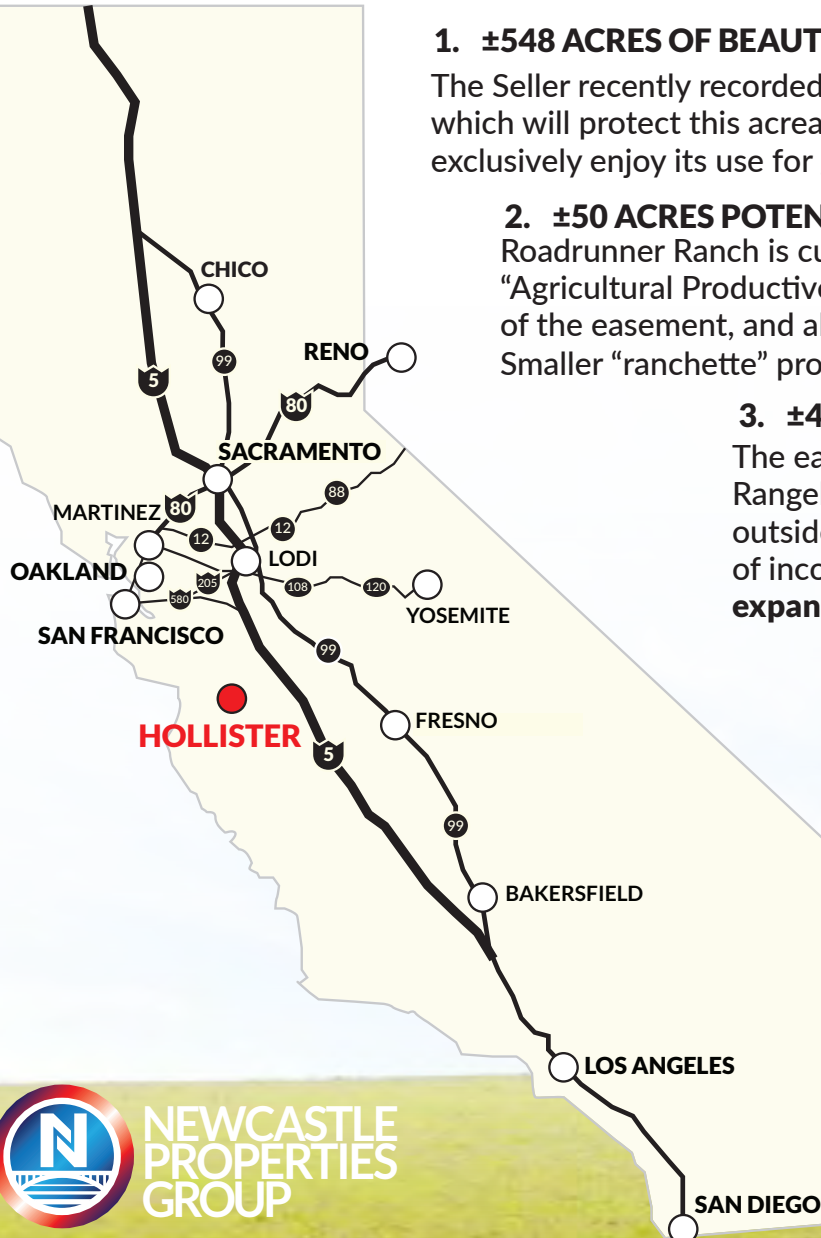 1. ±548 ACRES OF BEAUT
The Seller recently recorded
which will protect this acrea
exclusively enjoy its use for
2. ±50 ACRES POTEN
Roadrunner Ranch is cu
“Agricultural Productive
of the easement, and al
Smaller “ranchette” pro
3. ±4
The ea
Rangel
outside
of inco
expan
CHICO
99
RENO
5
80
SACRAMENTO
88
MARTINEZ
80
12
12
LODI
OAKLAND
205
108
120
580
YOSEMITE
SAN FRANCISCO
99
HOLLISTER
FRESNO
5
99
BAKERSFIELD
LOS ANGELES
N
NEWCASTLE
PROPERTIES
GROUP
SAN DIEGO